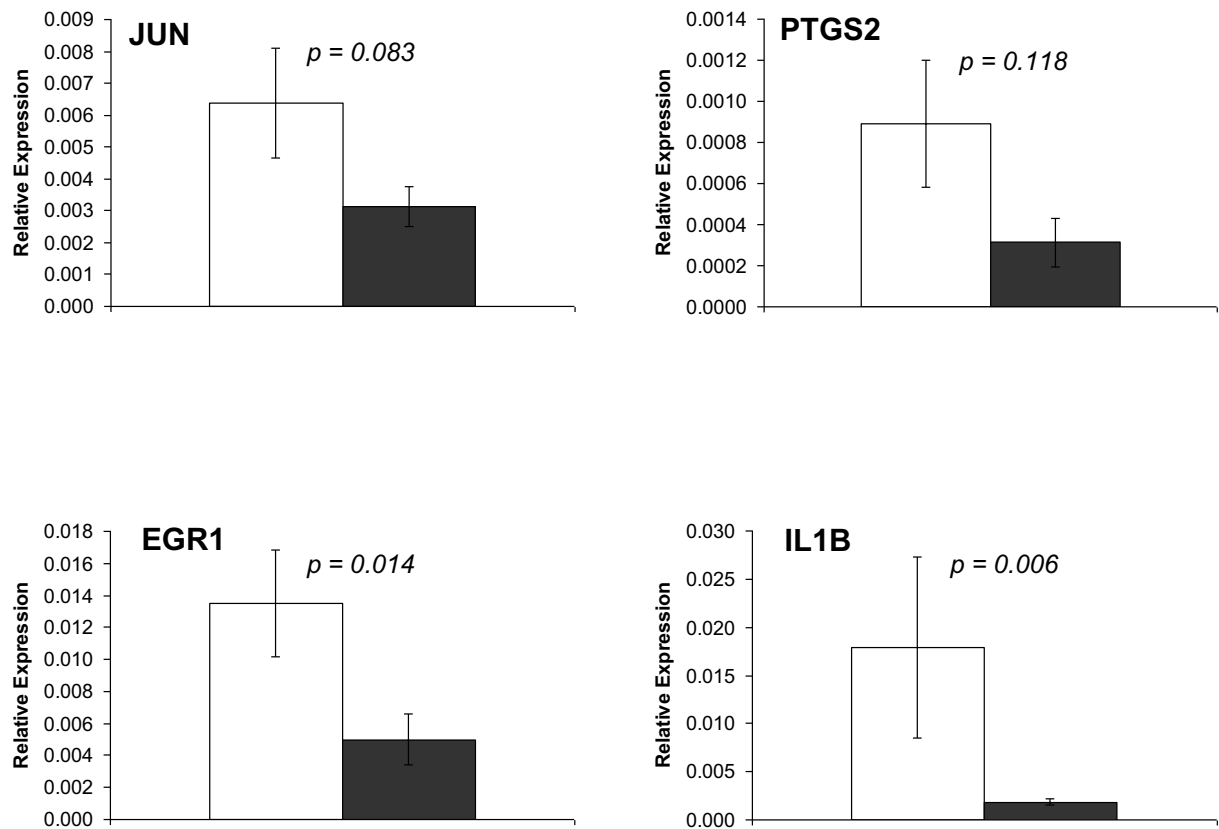 JUN
p = 0.083
Relative Expression
0.009
0.008
0.007
0.006
0.005
0.004
0.003
0.002
0.001
0.000
PTGS2
p = 0.118
Relative Expression
0.0014
0.0012
0.0010
0.0008
0.0006
0.0004
0.0002
0.0000
EGR1
p = 0.014
Relative Expression
0.018
0.016
0.014
0.012
0.010
0.008
0.006
0.004
0.002
0.000
IL1B
p = 0.006
Relative Expression
0.030
0.025
0.020
0.015
0.010
0.005
0.000